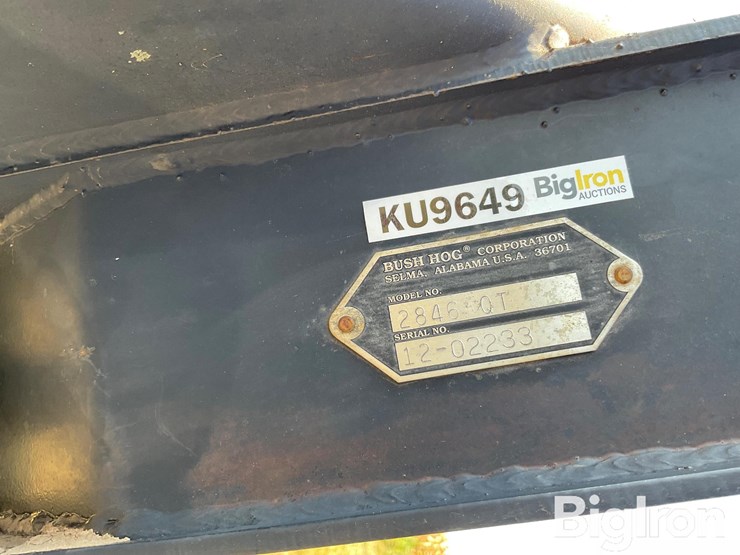 KU9649 BigIron
AUCTIONS
BUSH HOG® CORPORATION
SELMA, ALABAMA U.S.A. 36701
MODEL NO.
2846 QT
SERIAL NO.
12-02233
BigIron